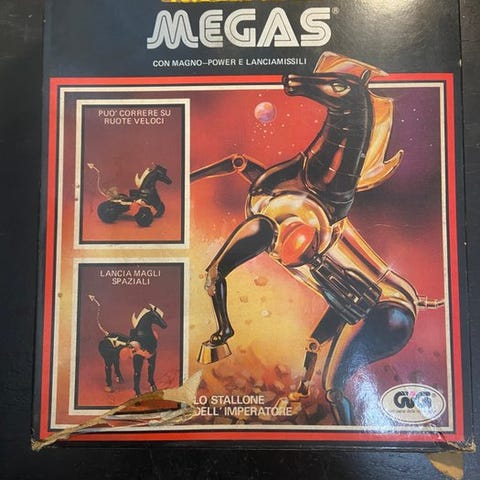 MEGAS®
CON MAGNO-POWER E LANCIAMISSILI
PUO' CORRERE SU
RUOTE VELOCI
LANCIA MAGLI
SPAZIALI
LO STALLONE
DELL'IMPERATORE
GiG